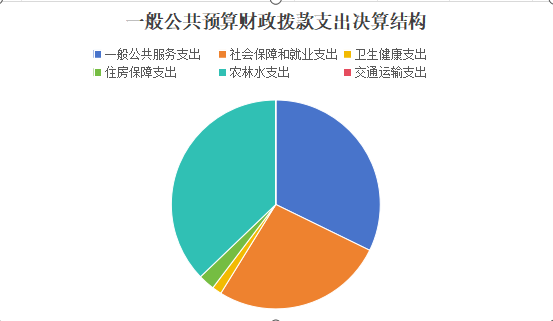 一般公共预算财政拨款支出决算结构
一般公共服务支出 社会保障和就业支出 卫生健康支出
住房保障支出 农林水支出 交通运输支出